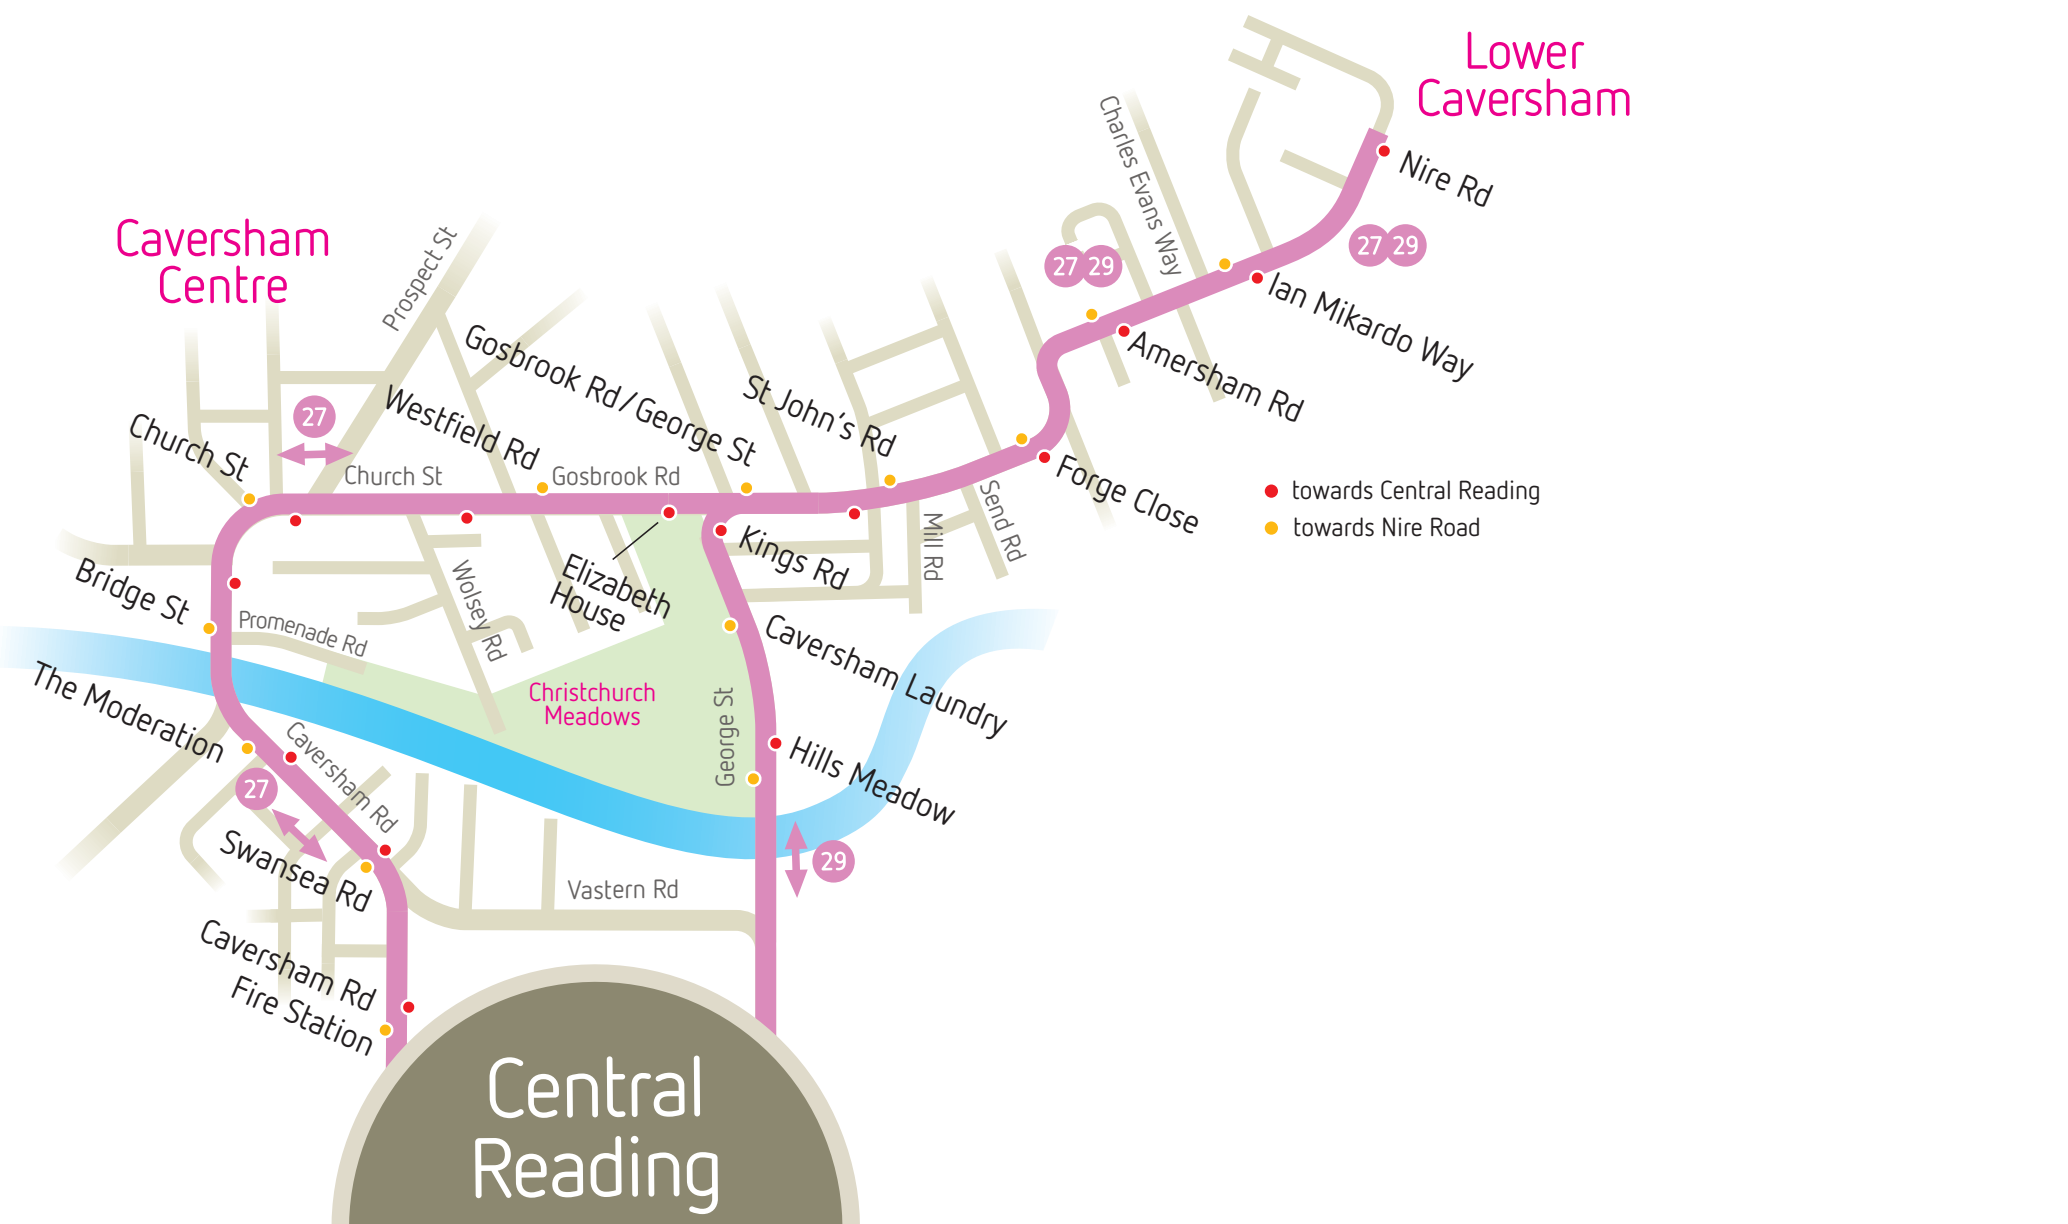 Lower
Caversham
Nire Rd
27 29
Charles Evans Way
27 29
Ian Mikardo Way
Amersham Rd
Caversham
Centre
Prospect St
Gosbrook Rd/George St
St John's Rd
Westfield Rd
27
Church St
Church St
Gosbrook Rd
Forge Close
Send Rd
Mill Rd
towards Central Reading
towards Nire Road
Kings Rd
Elizabeth
House
Wolsey Rd
Bridge St
Promenade Rd
Caversham Laundry
The Moderation
Christchurch
Meadows
George St
Hills Meadow
Caversham Rd
27
Swansea Rd
29
Vastern Rd
Caversham Rd
Fire Station
Central
Reading